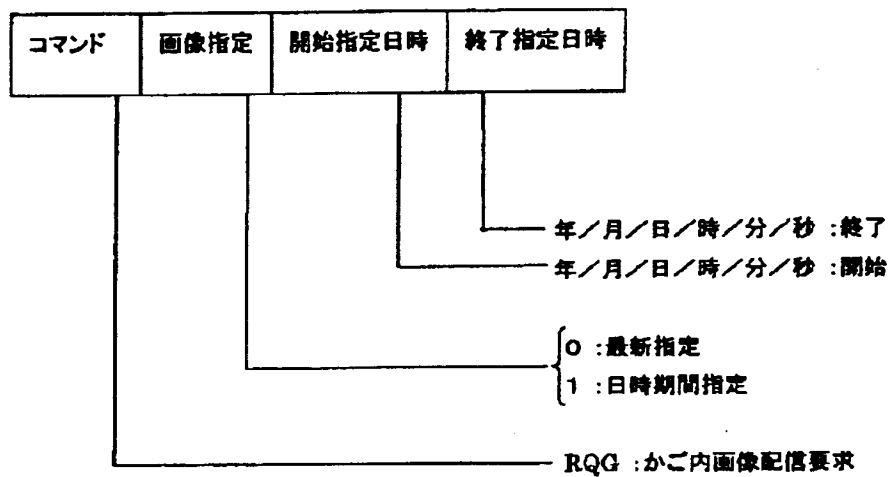 コマンド 画像指定 開始指定日時 終了指定日時
年／月／日／時／分／秒 :終了
年／月／日／時／分／秒 :開始
0 :最新指定
1 :日時期間指定
RQG :かご内画像配信要求